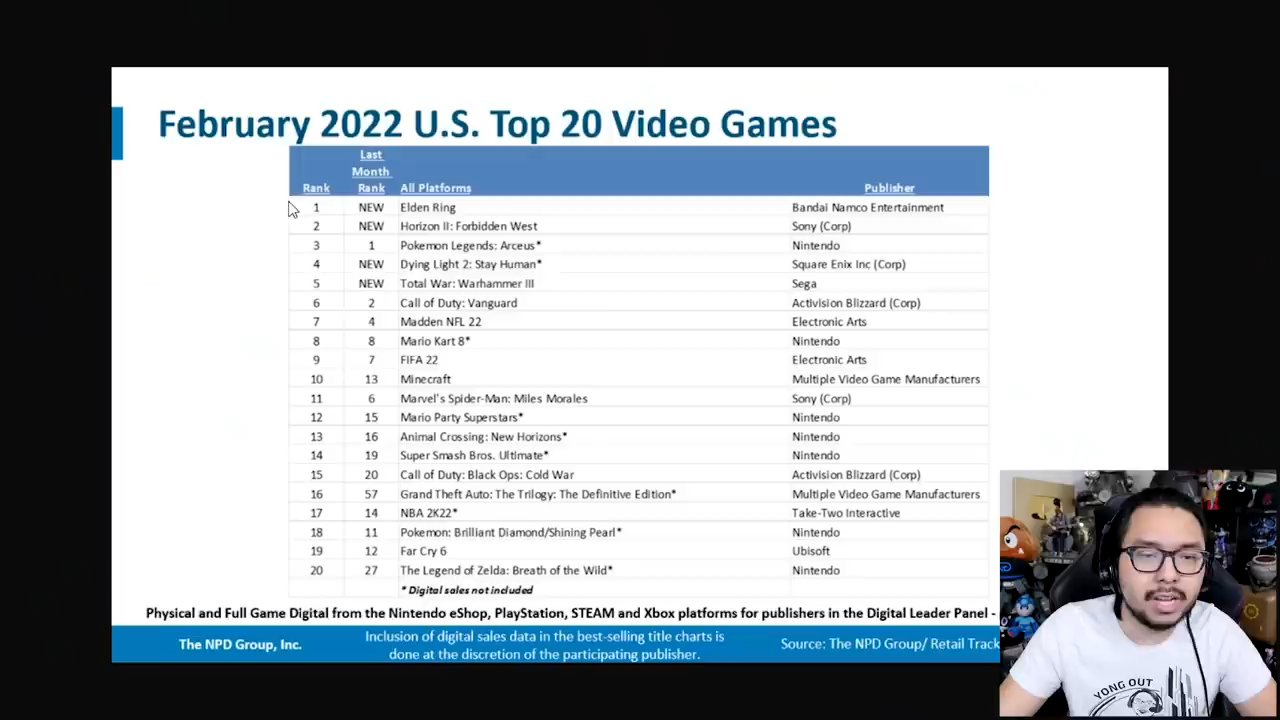 February 2022 U.S. Top 20 Video Games
Last
Month
Rank Rank All Platforms Publisher
1 NEW Elden Ring Bandai Namco Entertainment
2 NEW Horizon II: Forbidden West Sony (Corp)
3 1 Pokemon Legends: Arceus* Nintendo
4 NEW Dying Light 2: Stay Human* Square Enix Inc (Corp)
5 NEW Total War: Warhammer III Sega
6 2 Call of Duty: Vanguard Activision Blizzard (Corp)
7 4 Madden NFL 22 Electronic Arts
8 8 Mario Kart 8* Nintendo
9 7 FIFA 22 Electronic Arts
10 13 Minecraft Multiple Video Game Manufacturers
11 6 Marvel's Spider-Man: Miles Morales Sony (Corp)
12 15 Mario Party Superstars* Nintendo
13 16 Animal Crossing: New Horizons* Nintendo
14 19 Super Smash Bros. Ultimate* Nintendo
15 20 Call of Duty: Black Ops: Cold War Activision Blizzard (Corp)
16 57 Grand Theft Auto: The Trilogy: The Definitive Edition* Multiple Video Game Manufacturers
17 14 NBA 2K22* Take-Two Interactive
18 11 Pokemon: Brilliant Diamond/Shining Pearl* Nintendo
19 12 Far Cry 6 Ubisoft
20 27 The Legend of Zelda: Breath of the Wild* Nintendo
* Digital sales not included
Physical and Full Game Digital from the Nintendo eShop, PlayStation, STEAM and Xbox platforms for publishers in the Digital Leader Panel -
The NPD Group, Inc.
Inclusion of digital sales data in the best-selling title charts is
done at the discretion of the participating publisher.
Source: The NPD Group/ Retail Track
YONG OUT